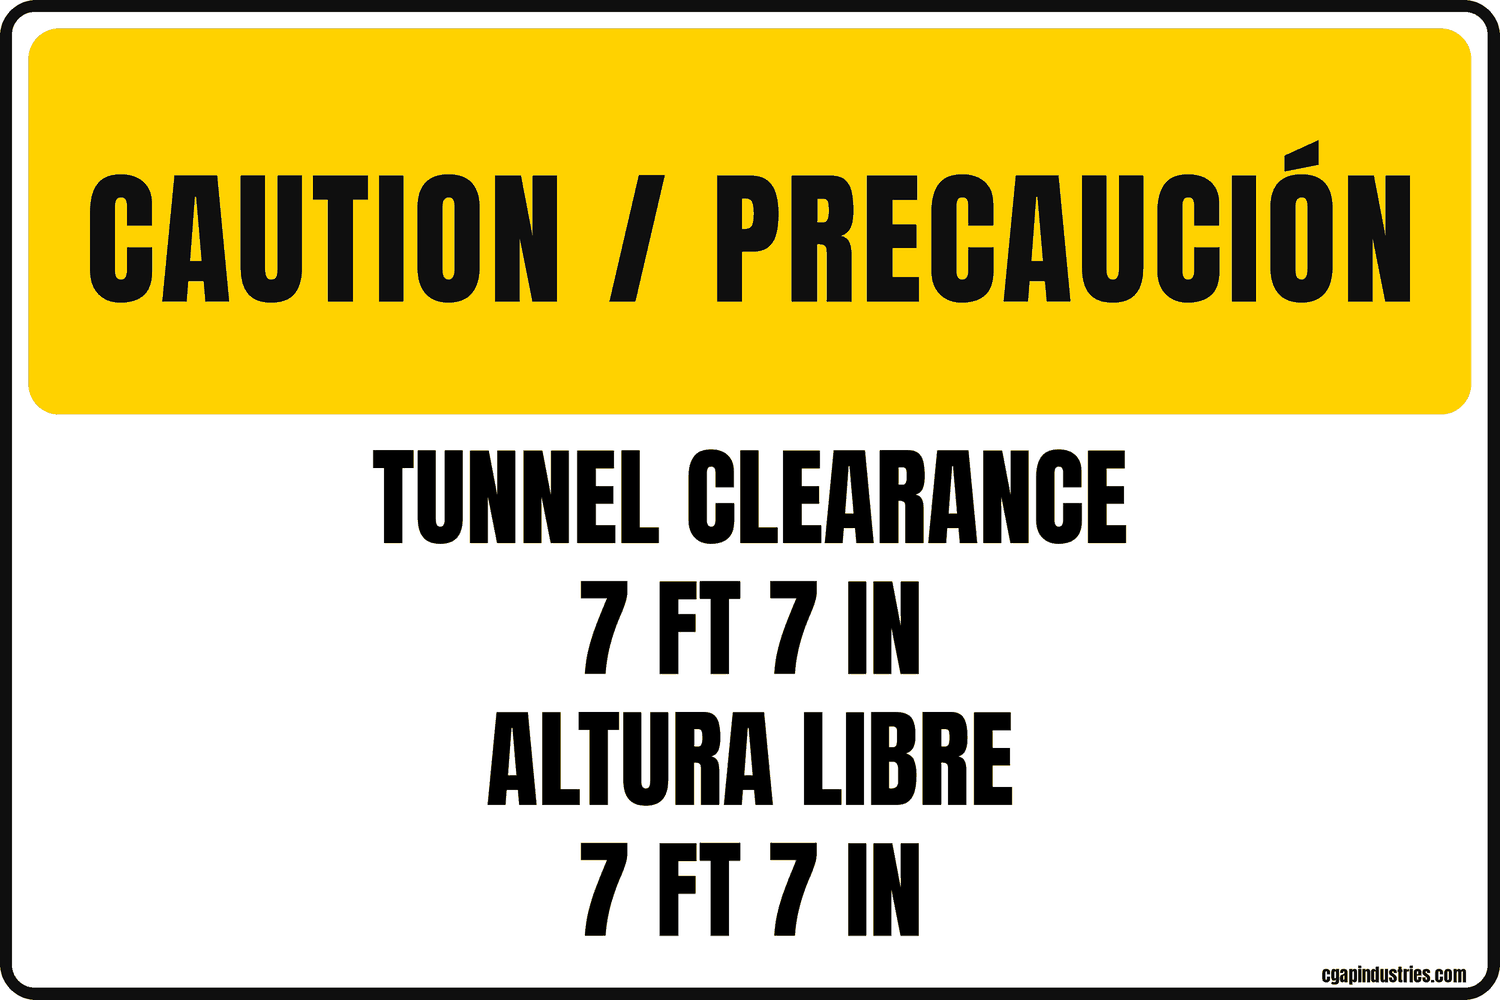 CAUTION / PRECAUCIÓN
TUNNEL CLEARANCE
7 FT 7 IN
ALTURA LIBRE
7 FT 7 IN
cgapindustries.com